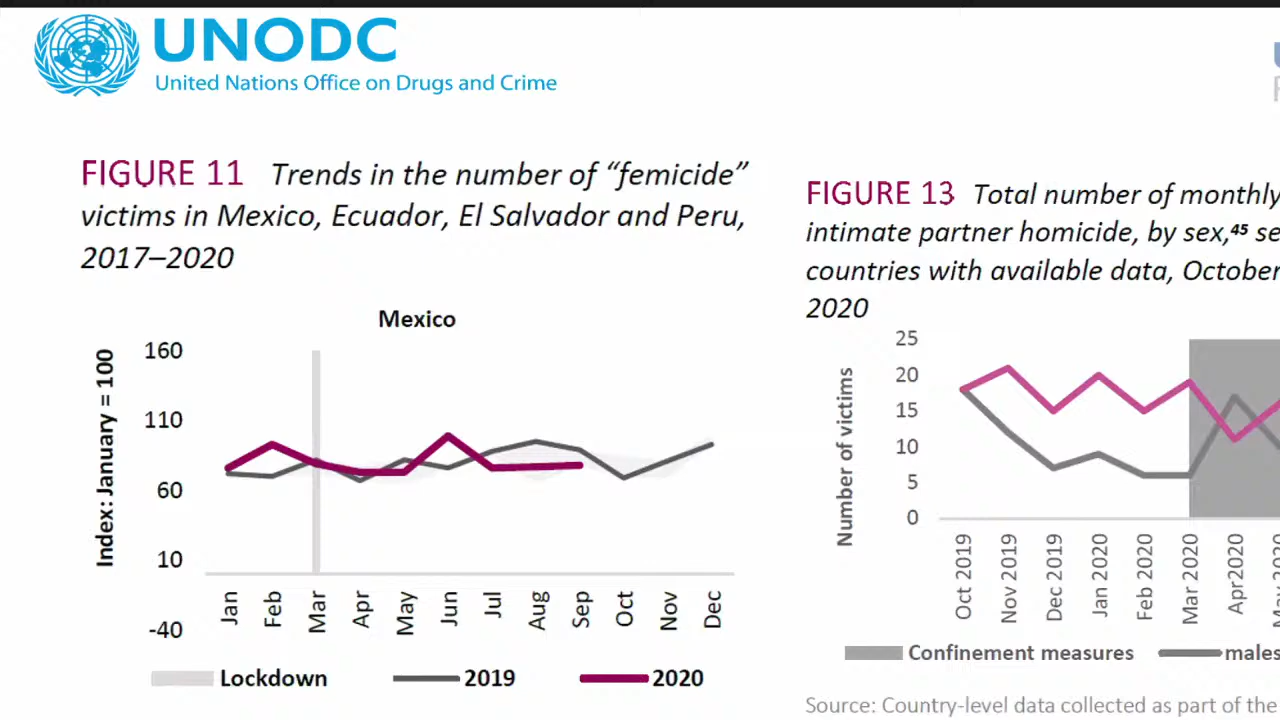 UNODC
United Nations Office on Drugs and Crime
FIGURE 11 Trends in the number of “femicide”
victims in Mexico, Ecuador, El Salvador and Peru,
2017–2020
Mexico
Index: January = 100
160
110
60
10
-40
Jan
Feb
Mar
Apr
May
Jun
Jul
Aug
Sep
Oct
Nov
Dec
Lockdown
2019
2020
FIGURE 13 Total number of monthly
intimate partner homicide, by sex,⁴⁵ se
countries with available data, October
2020
Number of victims
25
20
15
10
5
0
Oct 2019
Nov 2019
Dec 2019
Jan 2020
Feb 2020
Mar 2020
Apr2020
Confinement measures
males
Source: Country-level data collected as part of the